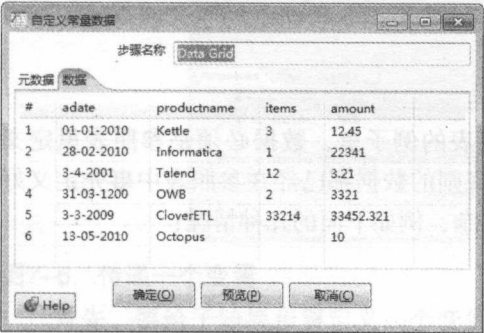 自定义常量数据
步骤名称 Data Grid
元数据 数据
# adate productname items amount
1 01-01-2010 Kettle 3 12.45
2 28-02-2010 Informatica 1 22341
3 3-4-2001 Talend 12 3.21
4 31-03-1200 OWB 2 3321
5 3-3-2009 CloverETL 33214 33452.321
6 13-05-2010 Octopus 10
Help 确定(O) 预览(P) 取消(C)